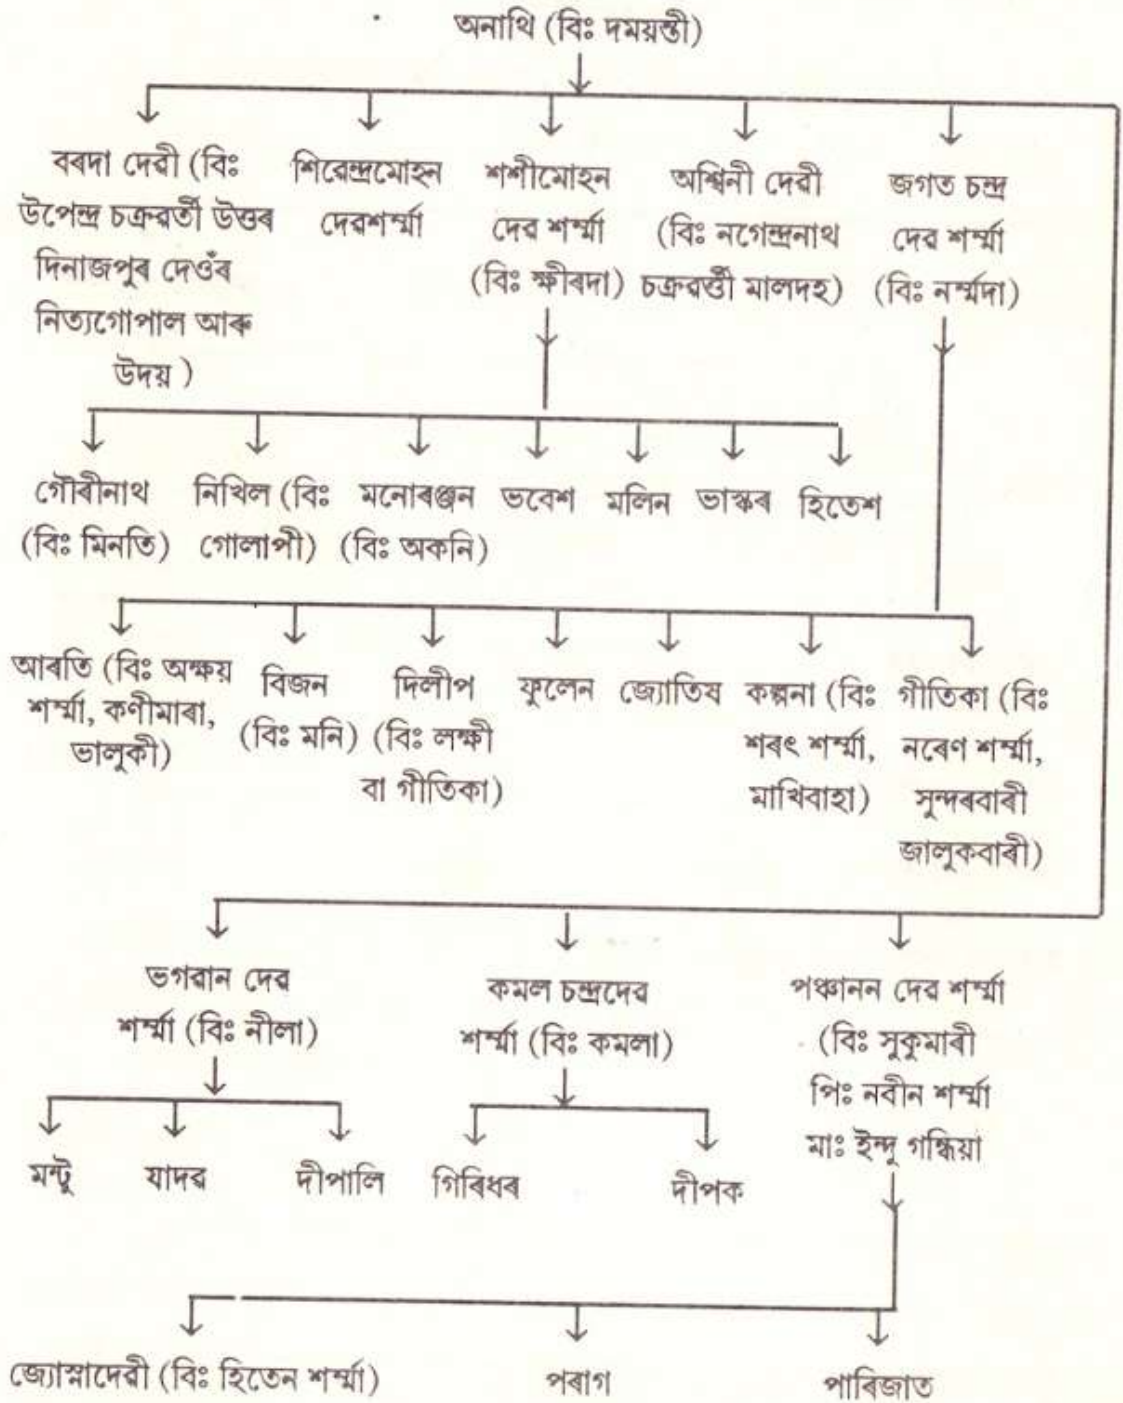 অনাথি (বিঃ দময়ন্তী)
বৰদা দেৱী (বিঃ
উপেন্দ্ৰ চক্ৰৱৰ্তী উত্তৰ
দিনাজপুৰ দেওঁৰ
নিত্যগোপাল আৰু
উদয় )
শিৱেন্দ্ৰমোহন
দেৱশৰ্ম্মা
শশীমোহন
দেৱ শৰ্ম্মা
(বিঃ ক্ষীৰদা)
অশ্বিনী দেৱী
(বিঃ নগেন্দ্ৰনাথ
চক্ৰৱৰ্ত্তী মালদহ)
জগত চন্দ্ৰ
দেৱ শৰ্ম্মা
(বিঃ নৰ্ম্মদা)
গৌৰীনাথ
(বিঃ মিনতি)
নিখিল (বিঃ
গোলাপী)
মনোৰঞ্জন
(বিঃ অকনি)
ভবেশ
মলিন
ভাস্কৰ
হিতেশ
আৰতি (বিঃ অক্ষয়
শৰ্ম্মা, কণীমাৰা,
ভালুকী)
বিজন
(বিঃ মনি)
দিলীপ
(বিঃ লক্ষী
বা গীতিকা)
ফুলেন
জ্যোতিষ
কল্পনা (বিঃ
শৰৎ শৰ্ম্মা,
মাখিবাহা)
গীতিকা (বিঃ
নৰেণ শৰ্ম্মা,
সুন্দৰবাৰী
জালুকবাৰী)
ভগৱান দেৱ
শৰ্ম্মা (বিঃ নীলা)
কমল চন্দ্ৰদেৱ
শৰ্ম্মা (বিঃ কমলা)
পঞ্চানন দেৱ শৰ্ম্মা
(বিঃ সুকুমাৰী
পিঃ নবীন শৰ্ম্মা
মাঃ ইন্দু গন্ধিয়া
মন্টু
যাদৱ
দীপালি
গিৰিধৰ
দীপক
জ্যোস্নাদেৱী (বিঃ হিতেন শৰ্ম্মা)
পৰাগ
পাৰিজাত